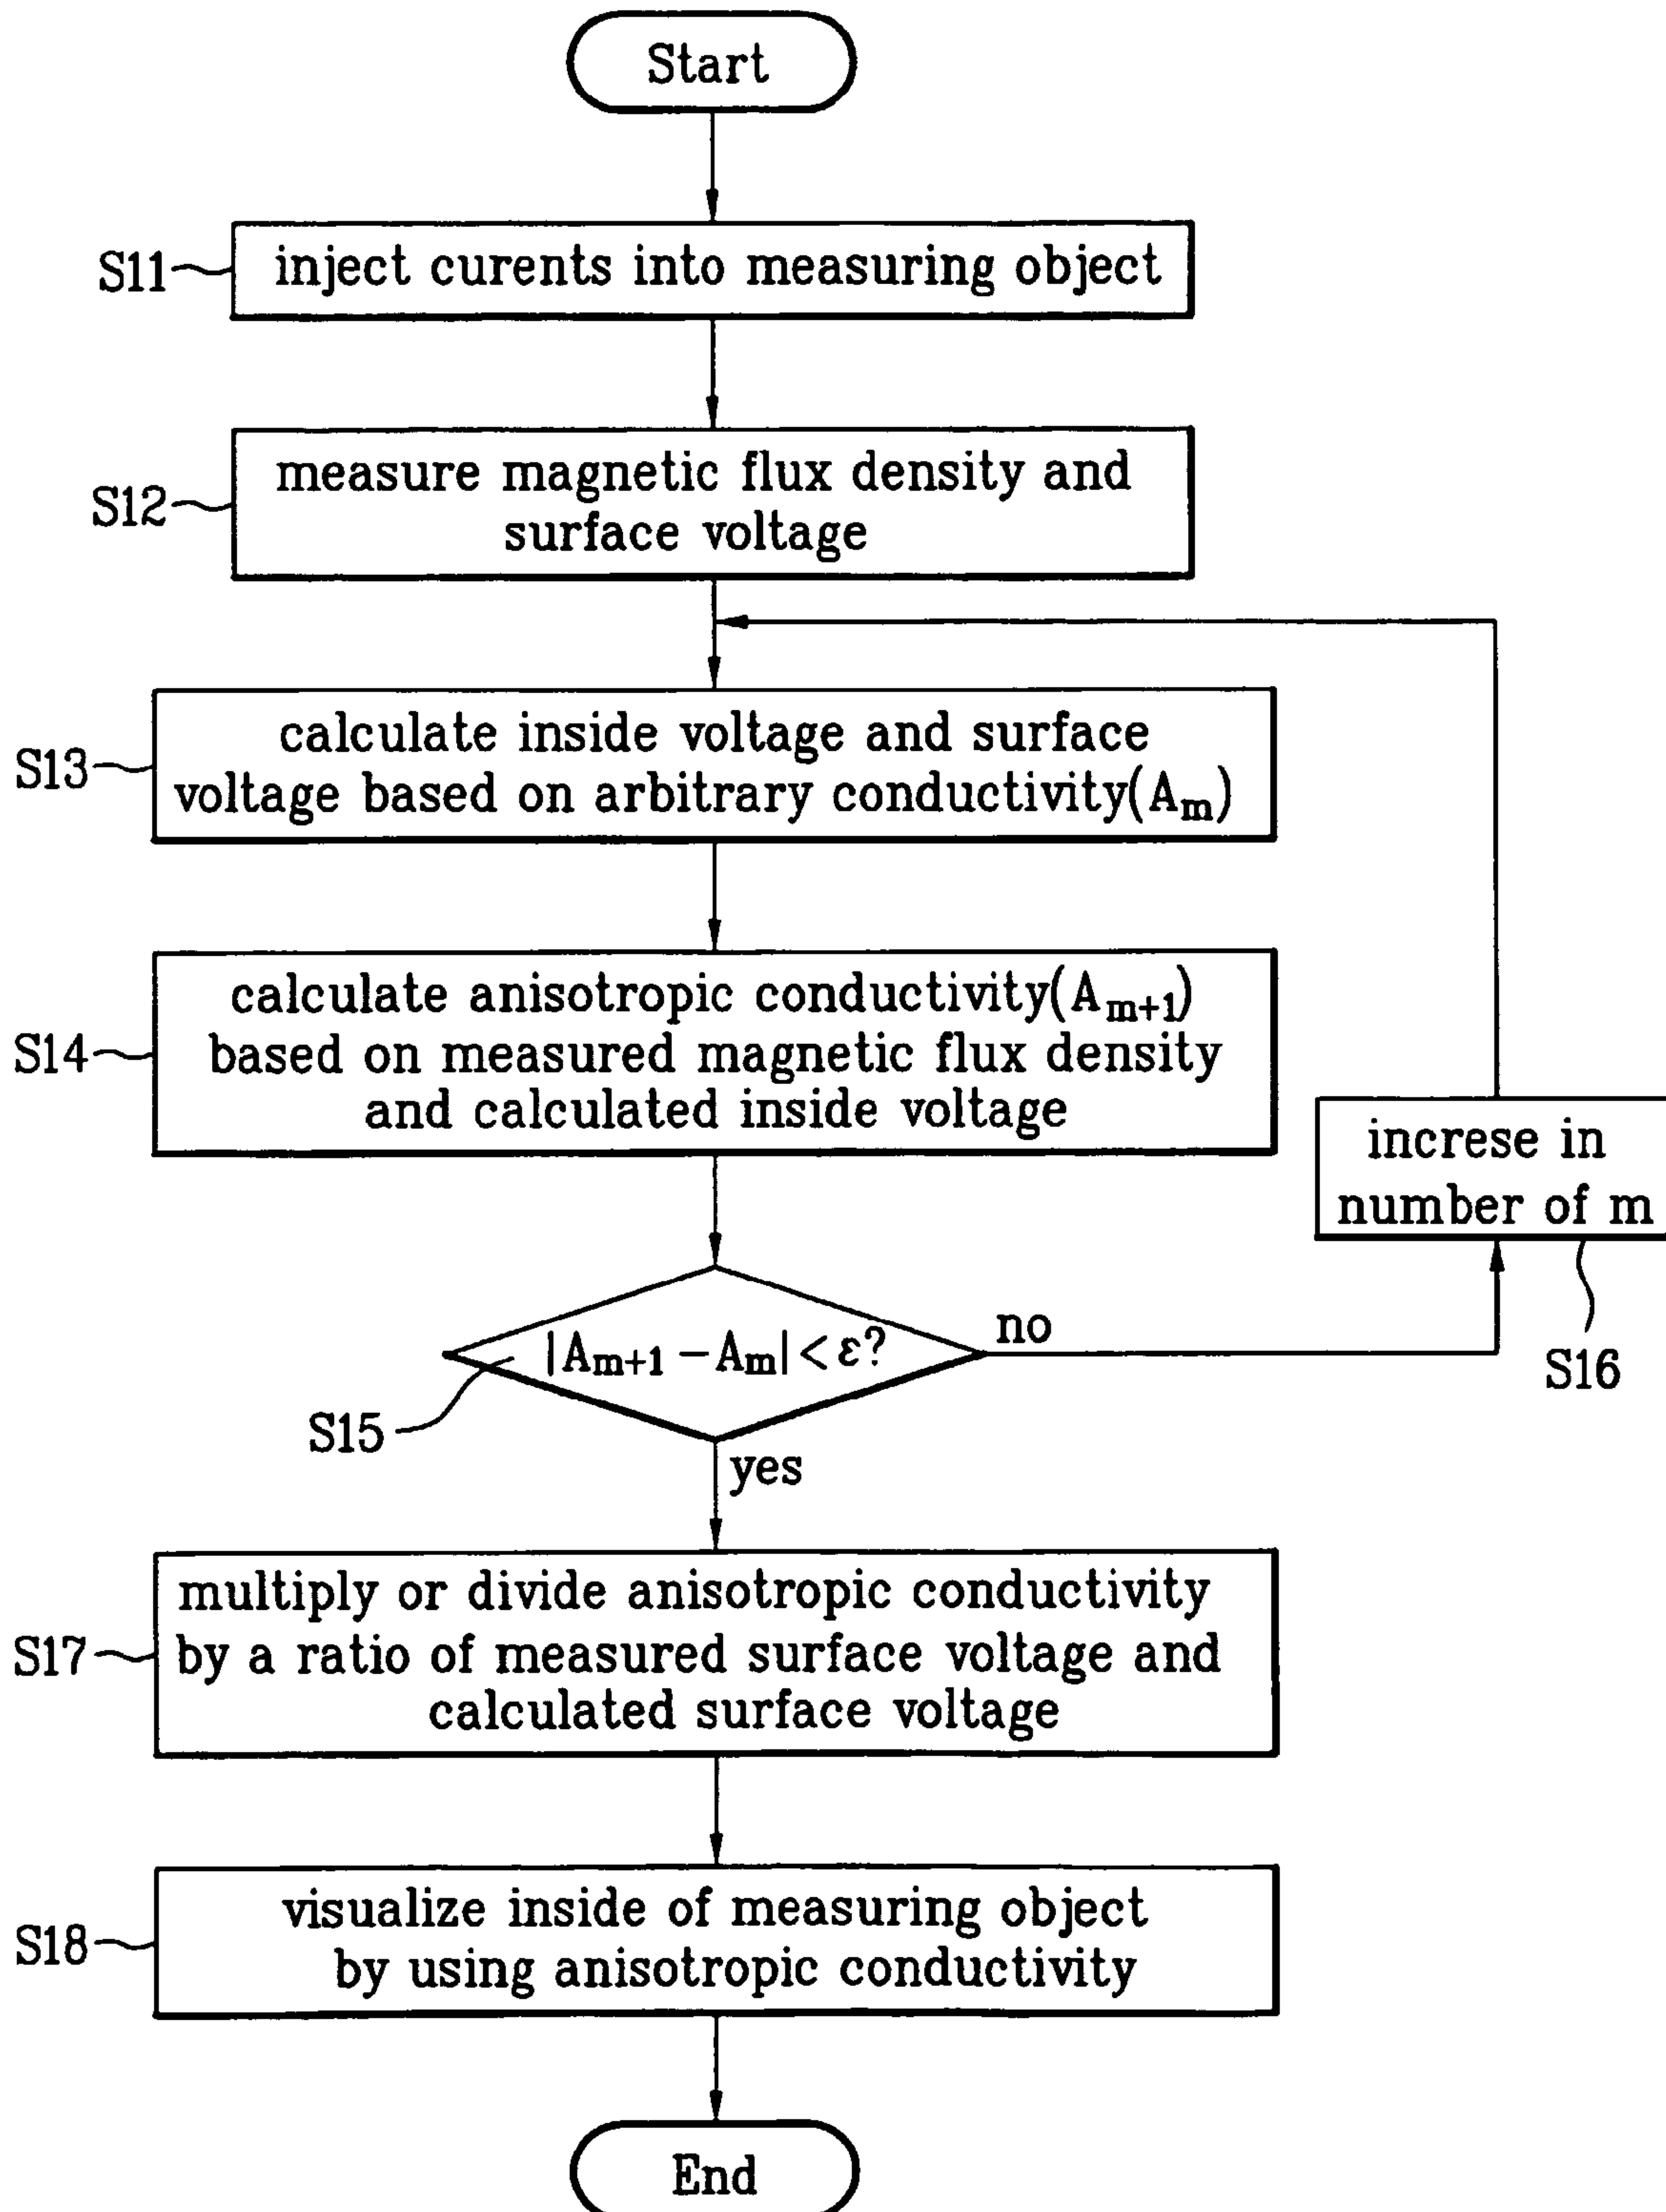 Start
S11
inject curents into measuring object
S12
measure magnetic flux density and
surface voltage
S13
calculate inside voltage and surface
voltage based on arbitrary conductivity(Am)
S14
calculate anisotropic conductivity(Am+1)
based on measured magnetic flux density
and calculated inside voltage
increse in
number of m
S16
|Am+1 − Am| < ε?
no
S15
yes
S17
multiply or divide anisotropic conductivity
by a ratio of measured surface voltage and
calculated surface voltage
S18
visualize inside of measuring object
by using anisotropic conductivity
End